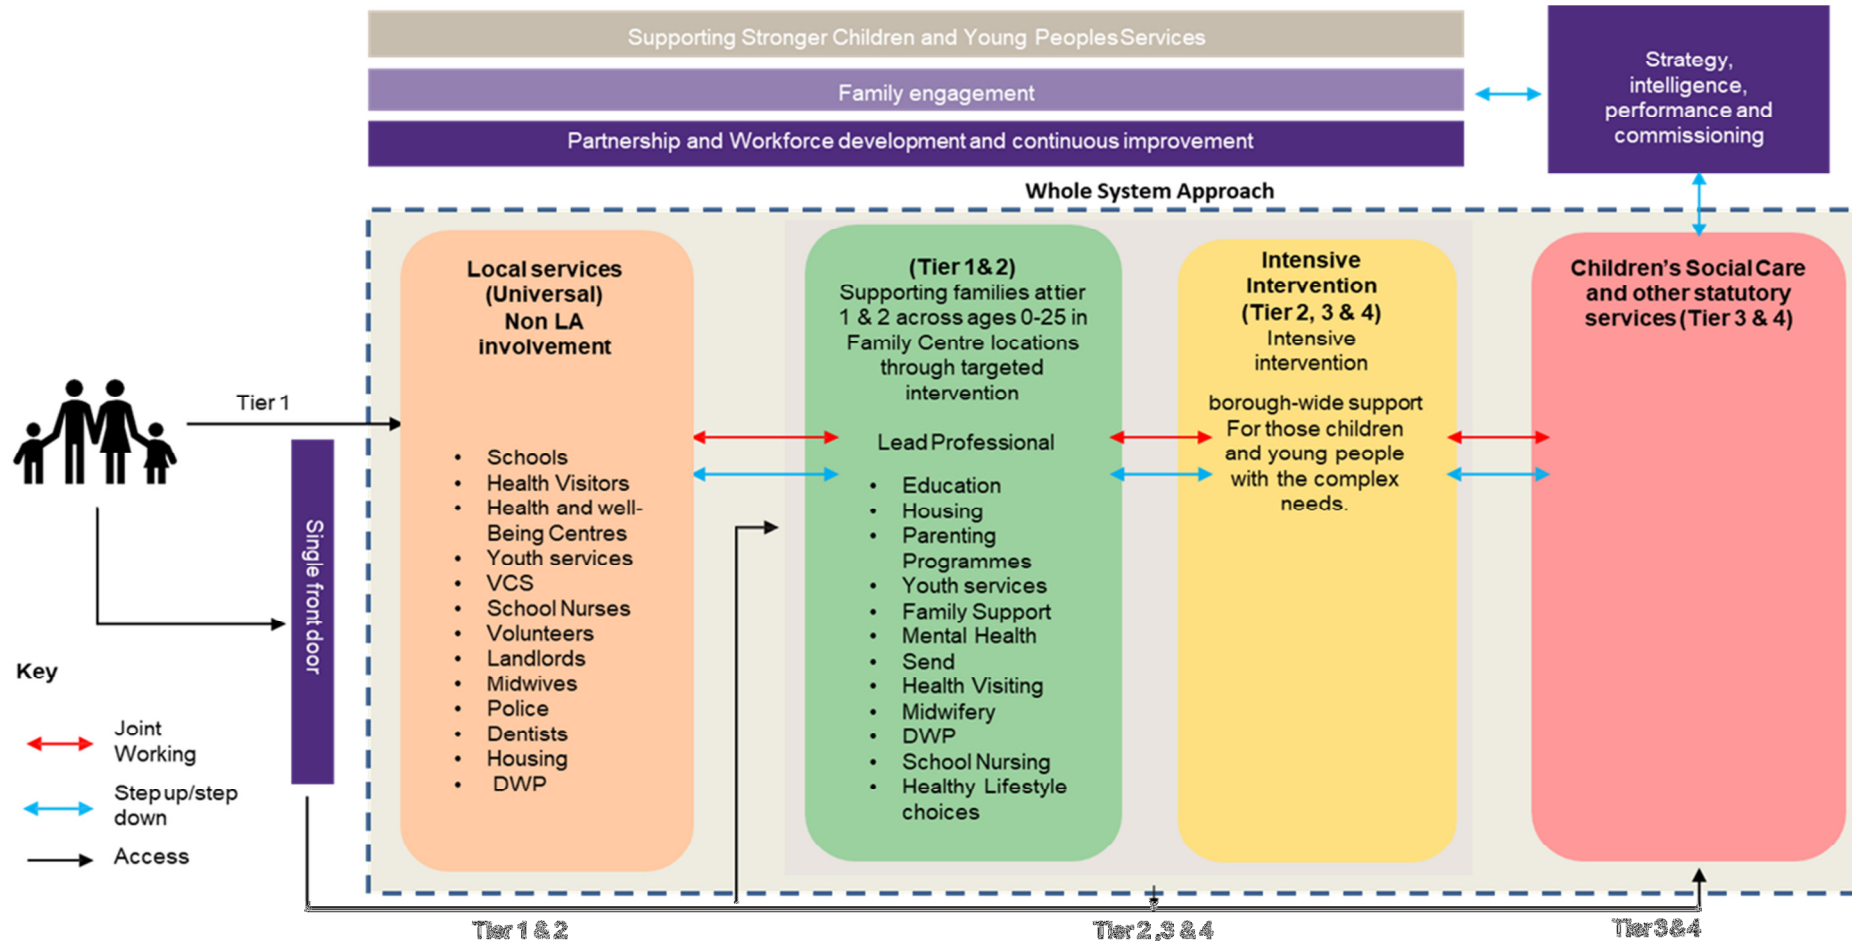 Supporting Stronger Children and Young Peoples Services
Family engagement
Partnership and Workforce development and continuous improvement
Strategy,
intelligence,
performance and
commissioning
Whole System Approach
Tier 1
Single front door
Local services
(Universal)
Non LA
involvement
• Schools
• Health Visitors
• Health and well-
Being Centres
• Youth services
• VCS
• School Nurses
• Volunteers
• Landlords
• Midwives
• Police
• Dentists
• Housing
• DWP
(Tier 1 & 2)
Supporting families at tier
1 & 2 across ages 0-25 in
Family Centre locations
through targeted
intervention
Lead Professional
• Education
• Housing
• Parenting
Programmes
• Youth services
• Family Support
• Mental Health
• Send
• Health Visiting
• Midwifery
• DWP
• School Nursing
• Healthy Lifestyle
choices
Intensive
Intervention
(Tier 2, 3 & 4)
Intensive
intervention
borough-wide support
For those children
and young people
with the complex
needs.
Children's Social Care
and other statutory
services (Tier 3 & 4)
Key
Joint
Working
Step up/step
down
Access
Tier 1 & 2
Tier 2 ,3 & 4
Tier 3 & 4